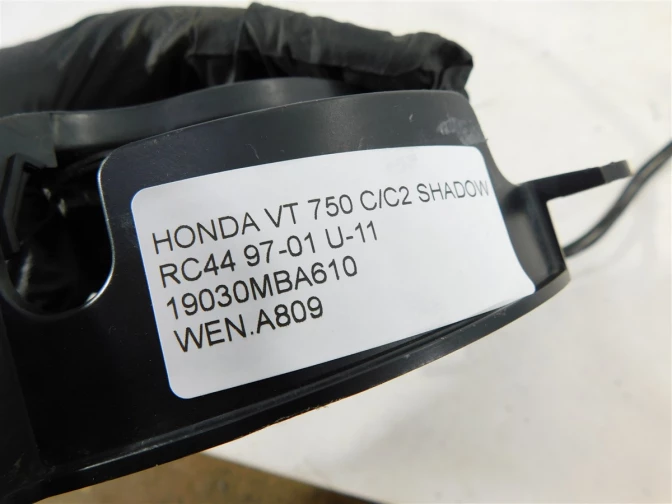 HONDA VT 750 C/C2 SHADOW
RC44 97-01 U-11
19030MBA610
WEN.A809